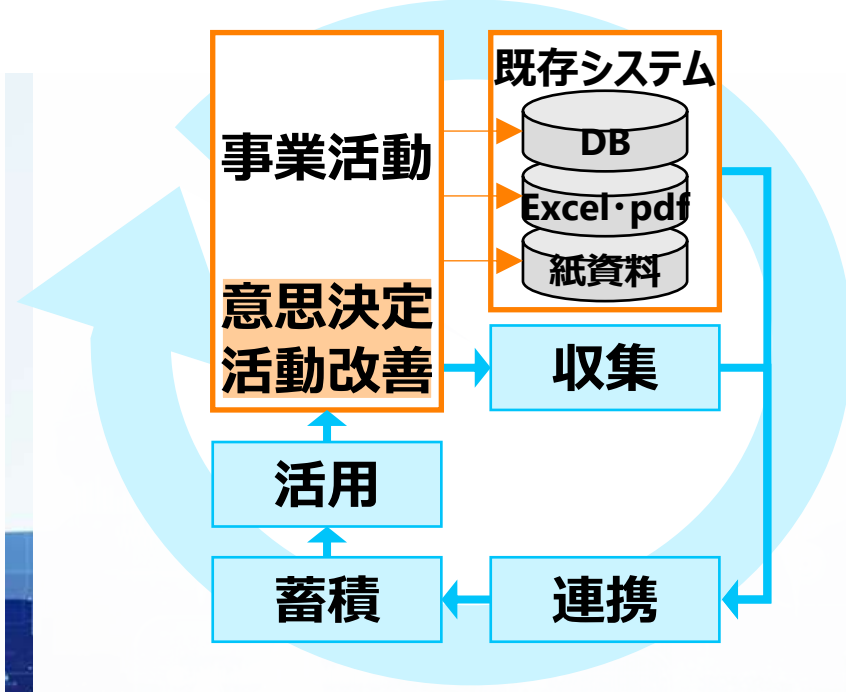 事業活動
意思決定
活動改善
既存システム
DB
Excel･pdf
紙資料
収集
活用
蓄積
連携